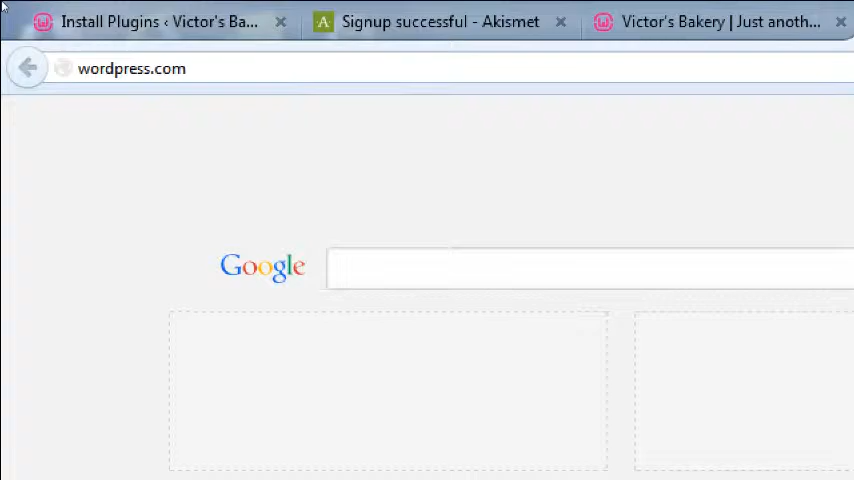 Install Plugins ‹ Victor's Ba...
A Signup successful - Akismet
Victor's Bakery | Just anoth...
wordpress.com
Google